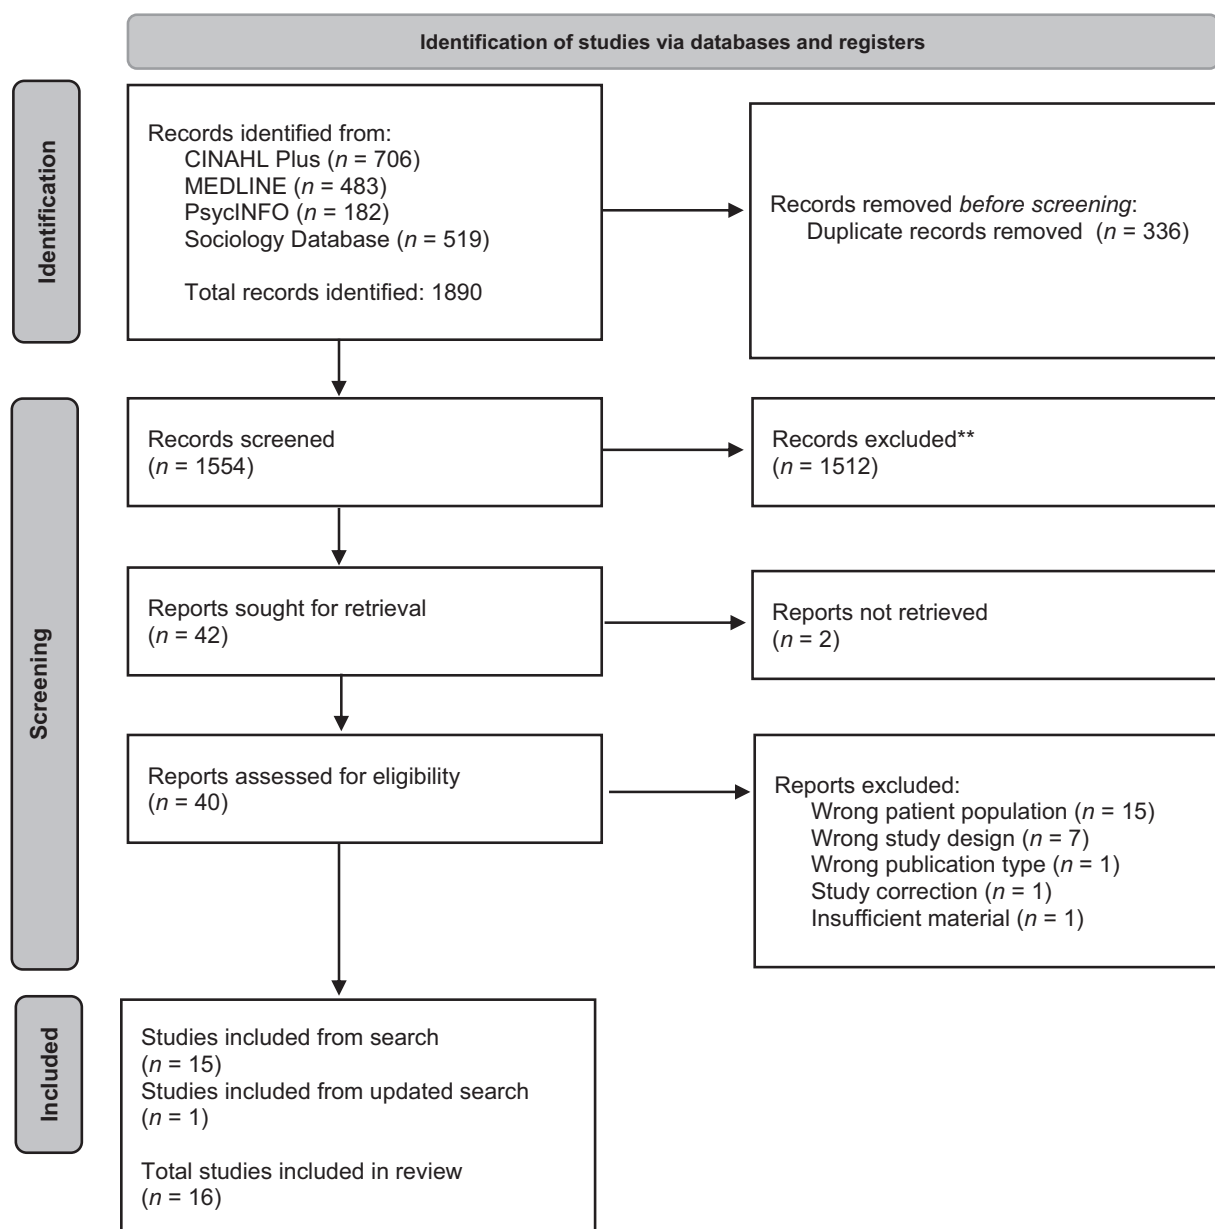 Identification of studies via databases and registers
Identification
Records identified from:
CINAHL Plus (n = 706)
MEDLINE (n = 483)
PsycINFO (n = 182)
Sociology Database (n = 519)
Total records identified: 1890
Records removed before screening:
Duplicate records removed (n = 336)
Screening
Records screened
(n = 1554)
Records excluded**
(n = 1512)
Reports sought for retrieval
(n = 42)
Reports not retrieved
(n = 2)
Reports assessed for eligibility
(n = 40)
Reports excluded:
Wrong patient population (n = 15)
Wrong study design (n = 7)
Wrong publication type (n = 1)
Study correction (n = 1)
Insufficient material (n = 1)
Included
Studies included from search
(n = 15)
Studies included from updated search
(n = 1)
Total studies included in review
(n = 16)